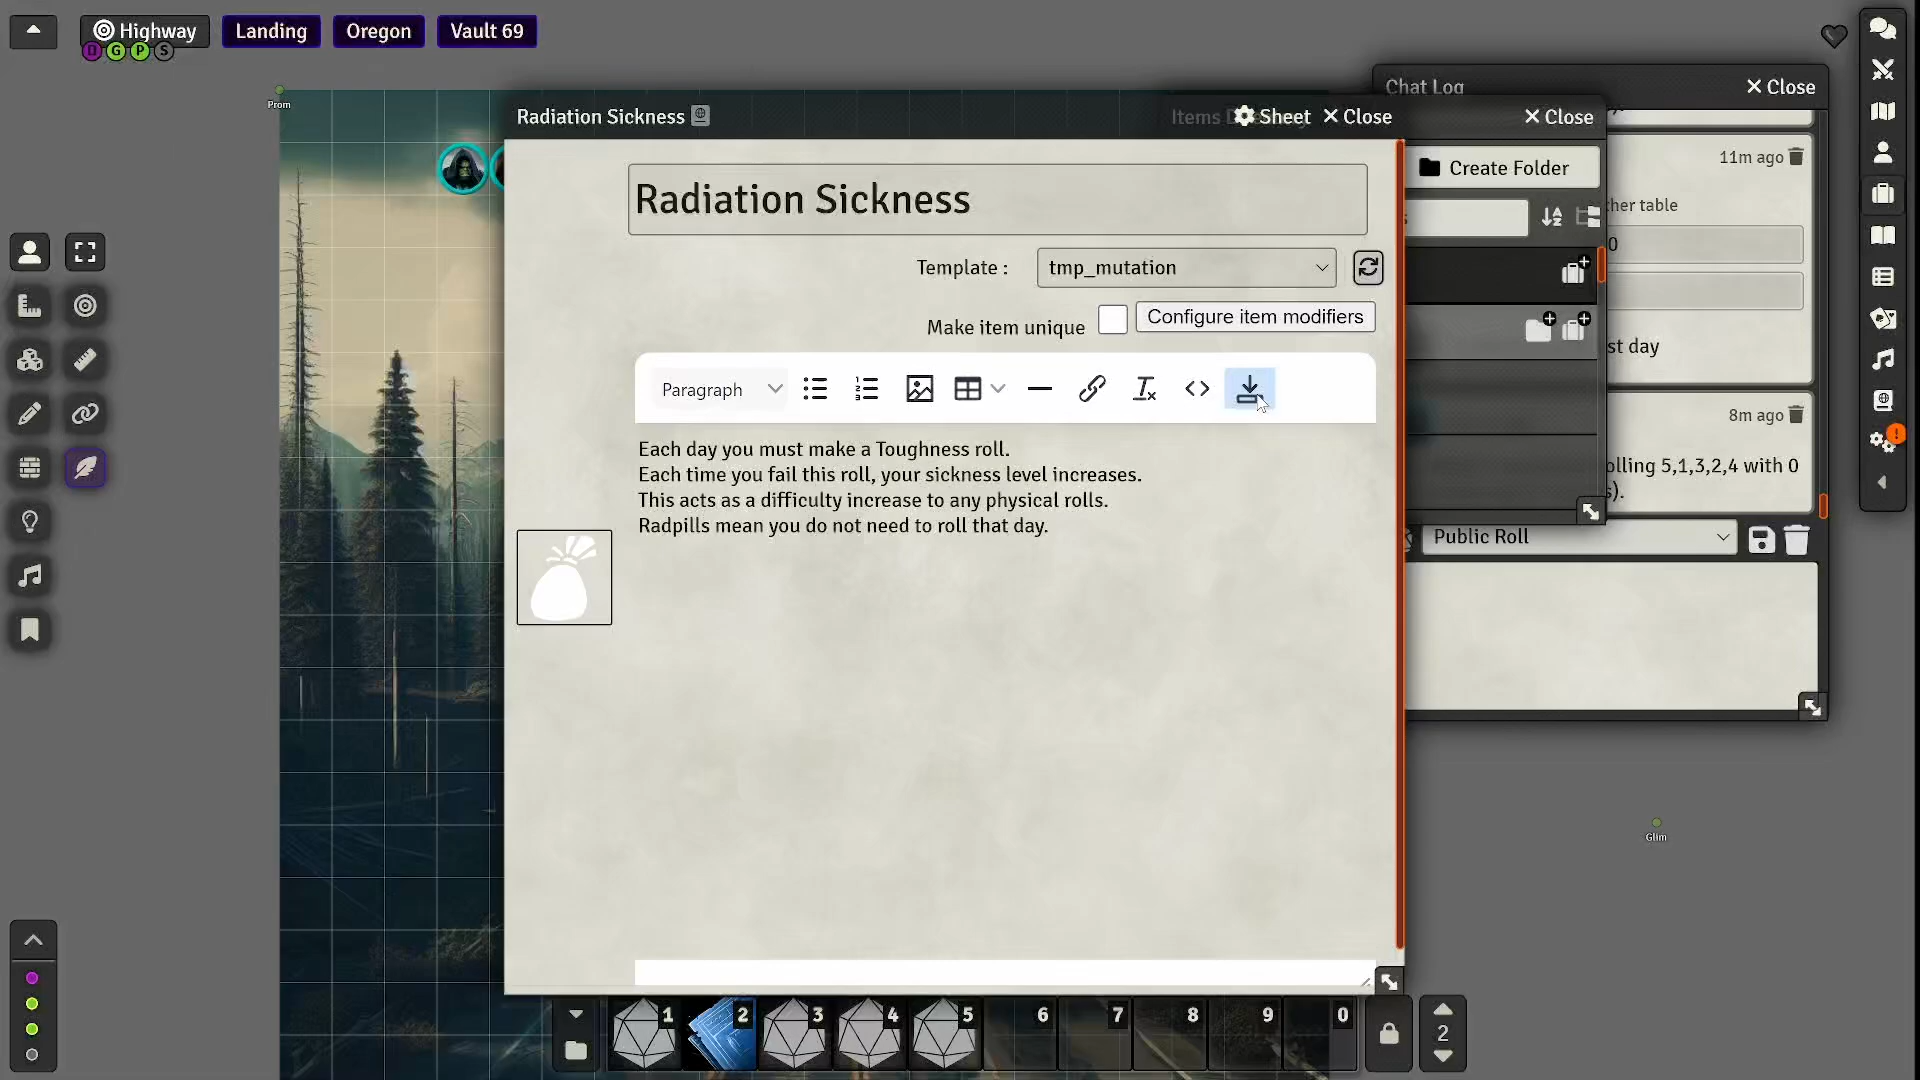 Highway
Landing
Oregon
Vault 69
D
G
P
S
Prom
Radiation Sickness
Items
Sheet
Close
Close
Chat Log
Close
Radiation Sickness
Create Folder
11m ago
Template :
tmp_mutation
her table
0
Make item unique
Configure item modifiers
st day
Paragraph
8m ago
Each day you must make a Toughness roll.
Each time you fail this roll, your sickness level increases.
This acts as a difficulty increase to any physical rolls.
Radpills mean you do not need to roll that day.
olling 5,1,3,2,4 with 0
s).
Public Roll
Glim
1
2
3
4
5
6
7
8
9
0
2